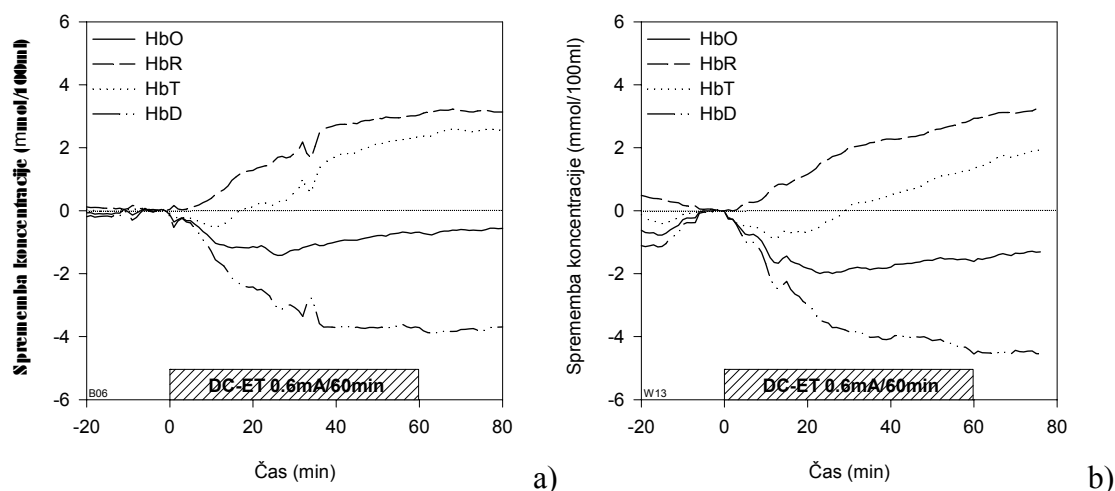 Sprememba koncentracije (mmol/100ml)
6
4
2
0
-2
-4
-6
HbO
HbR
HbT
HbD
B06
DC-ET 0.6mA/60min
-20
0
20
40
60
80
Čas (min)
a)
Sprememba koncentracije (mmol/100ml)
6
4
2
0
-2
-4
-6
HbO
HbR
HbT
HbD
W13
DC-ET 0.6mA/60min
-20
0
20
40
60
80
Čas (min)
b)